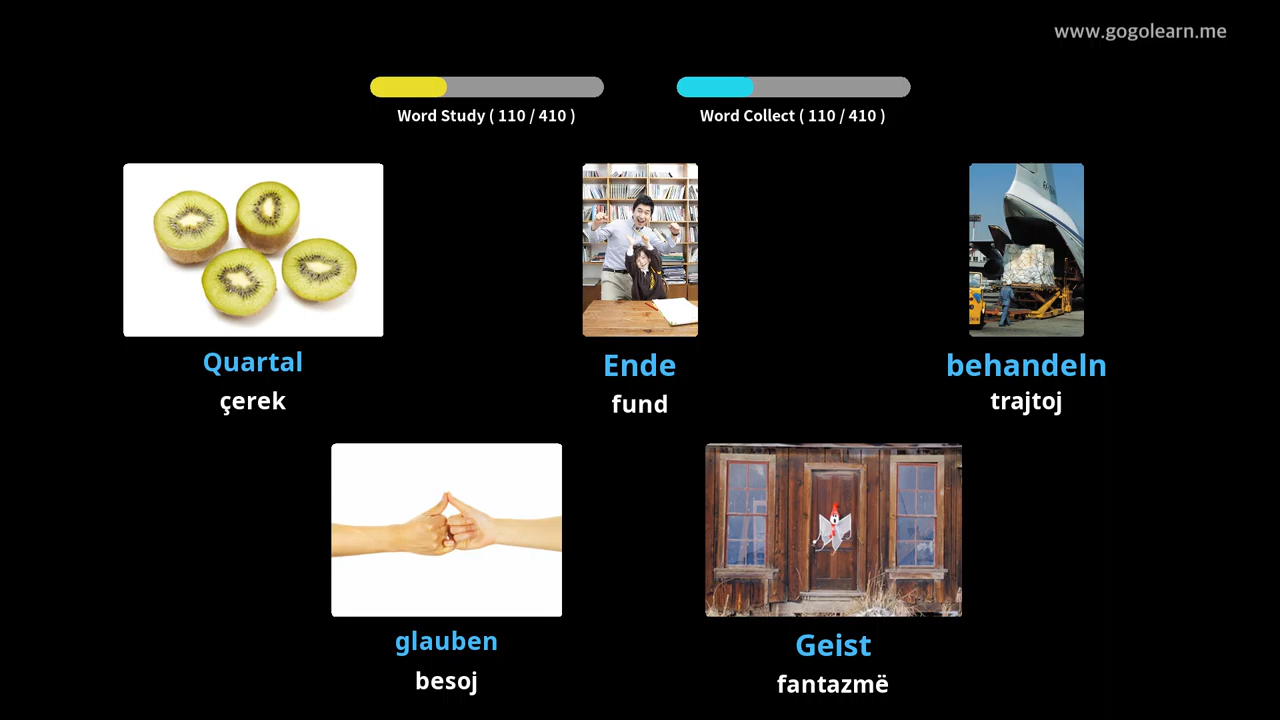 www.gogolearn.me
Word Study ( 110 / 410 )
Word Collect ( 110 / 410 )
Quartal
çerek
Ende
fund
behandeln
trajtoj
glauben
besoj
Geist
fantazmë